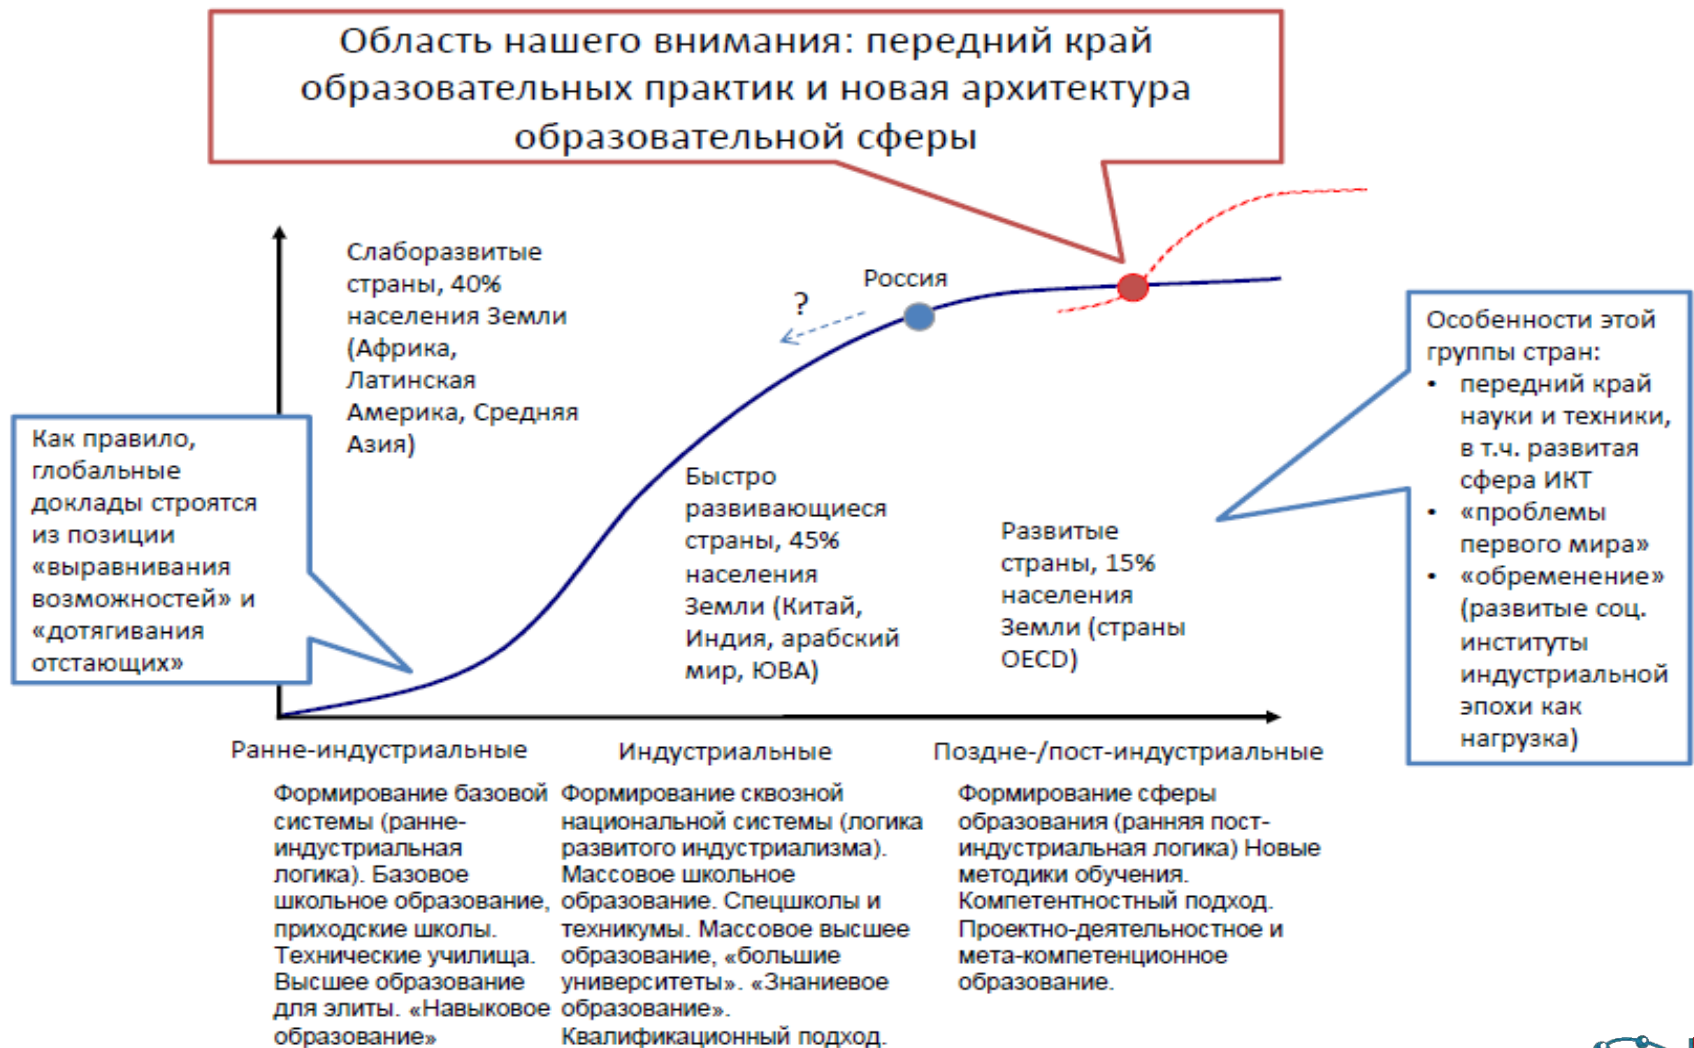 Область нашего внимания: передний край
образовательных практик и новая архитектура
образовательной сферы
Слаборазвитые
страны, 40%
населения Земли
(Африка,
Латинская
Америка, Средняя
Азия)
?
Россия
Как правило,
глобальные
доклады строятся
из позиции
«выравнивания
возможностей» и
«дотягивания
отстающих»
Быстро
развивающиеся
страны, 45%
населения
Земли (Китай,
Индия, арабский
мир, ЮВА)
Развитые
страны, 15%
населения
Земли (страны
OECD)
Особенности этой
группы стран:
• передний край
науки и техники,
в т.ч. развитая
сфера ИКТ
• «проблемы
первого мира»
• «обременение»
(развитые соц.
институты
индустриальной
эпохи как
нагрузка)
Ранне-индустриальные
Индустриальные
Поздне-/пост-индустриальные
Формирование базовой
системы (ранне-
индустриальная
логика). Базовое
школьное образование,
приходские школы.
Технические училища.
Высшее образование
для элиты. «Навыковое
образование»
Формирование сквозной
национальной системы (логика
развитого индустриализма).
Массовое школьное
образование. Спецшколы и
техникумы. Массовое высшее
образование, «большие
университеты». «Знаниевое
образование».
Квалификационный подход.
Формирование сферы
образования (ранняя пост-
индустриальная логика) Новые
методики обучения.
Компетентностный подход.
Проектно-деятельностное и
мета-компетенционное
образование.